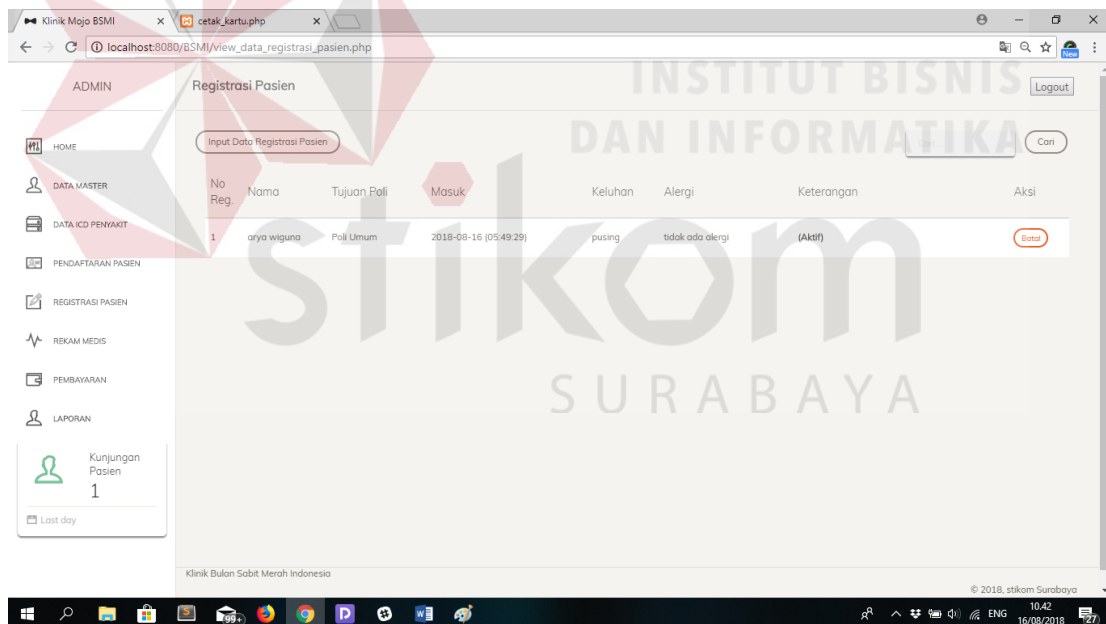 Klinik Mojo BSMI
cetak_kartu.php
localhost:8080/BSMI/view_data_registrasi_pasien.php
New
ADMIN
Registrasi Pasien
Logout
INSTITUT BISNIS
DAN INFORMATIKA
stikom
SURABAYA
HOME
DATA MASTER
DATA ICD PENYAKIT
PENDAFTARAN PASIEN
REGISTRASI PASIEN
REKAM MEDIS
PEMBAYARAN
LAPORAN
Kunjungan
Pasien
1
Last day
Input Data Registrasi Pasien
Cari
No Reg. Nama Tujuan Poli Masuk Keluhan Alergi Keterangan Aksi
1 arya wiguna Poli Umum 2018-08-16 (05:49:29) pusing tidak ada alergi (Aktif) Batal
Klinik Bulan Sabit Merah Indonesia
© 2018, stikom Surabaya
99+
ENG
10.42
16/08/2018
27